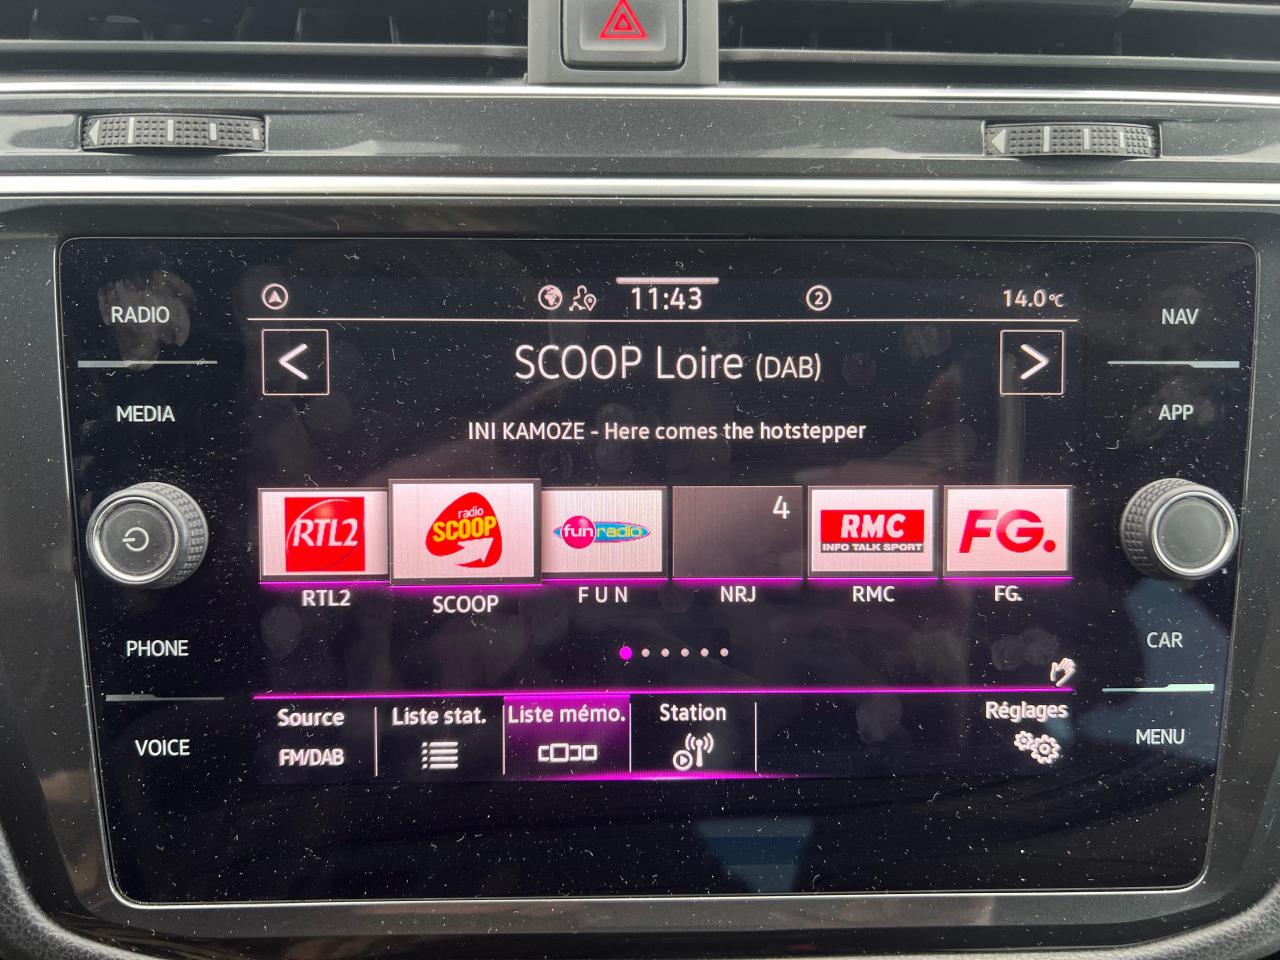 RADIO
MEDIA
PHONE
VOICE
11:43
2
14.0°C
SCOOP Loire (DAB)
INI KAMOZE - Here comes the hotstepper
RTL2
radio
SCOOP
fun radio
4
RMC
INFO TALK SPORT
FG.
RTL2
SCOOP
FUN
NRJ
RMC
FG.
Source
FM/DAB
Liste stat.
Liste mémo.
Station
Réglages
NAV
APP
CAR
MENU